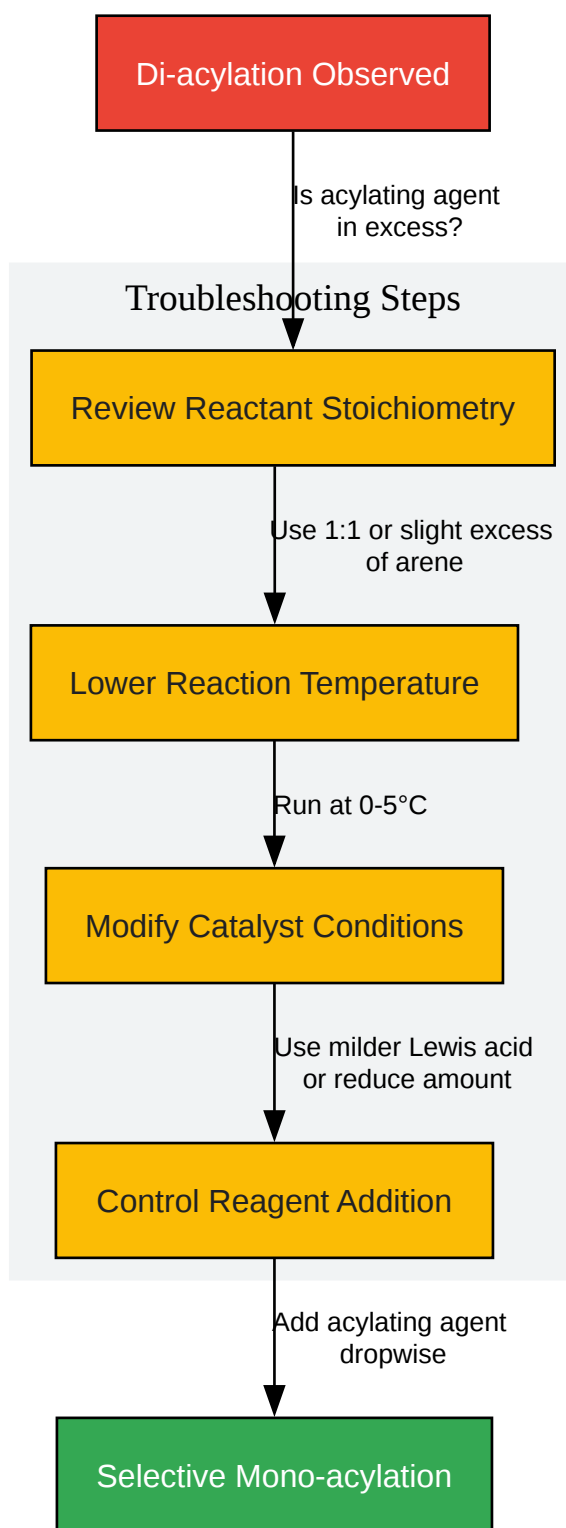 Di-acylation Observed
Is acylating agent
in excess?
Troubleshooting Steps
Review Reactant Stoichiometry
Use 1:1 or slight excess
of arene
Lower Reaction Temperature
Run at 0-5°C
Modify Catalyst Conditions
Use milder Lewis acid
or reduce amount
Control Reagent Addition
Add acylating agent
dropwise
Selective Mono-acylation